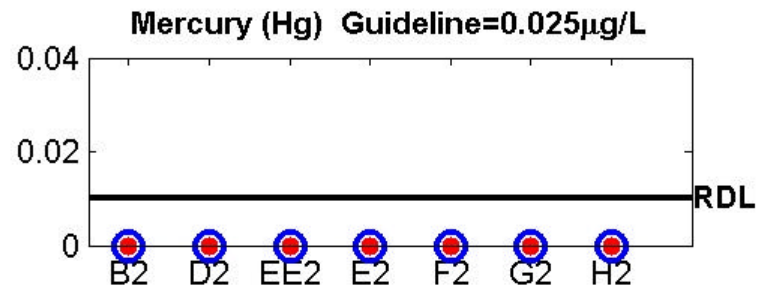 Mercury (Hg) Guideline=0.025μg/L
0.04
0.02
RDL
0
B2 D2 EE2 E2 F2 G2 H2